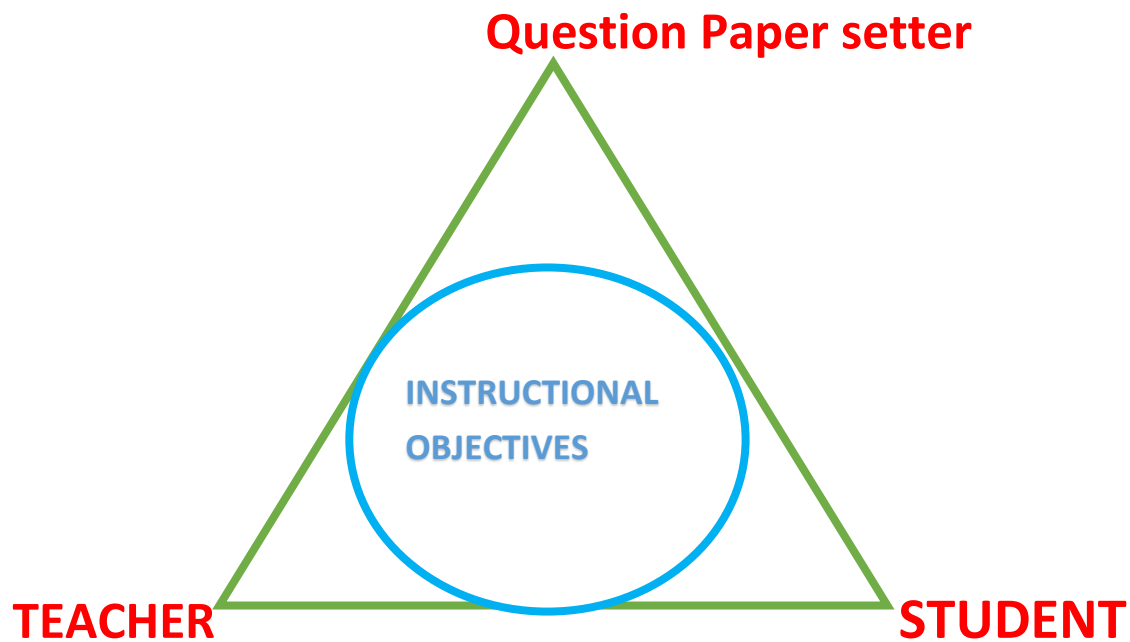 Question Paper setter
INSTRUCTIONAL
OBJECTIVES
TEACHER
STUDENT